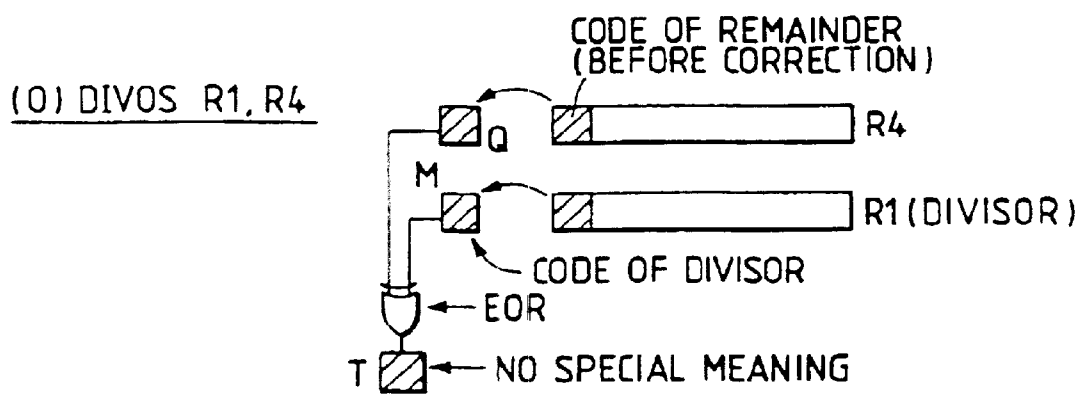 CODE OF REMAINDER
(BEFORE CORRECTION)
(0) DIVOS R1, R4
Q
R4
M
R1 (DIVISOR)
CODE OF DIVISOR
EOR
T
NO SPECIAL MEANING